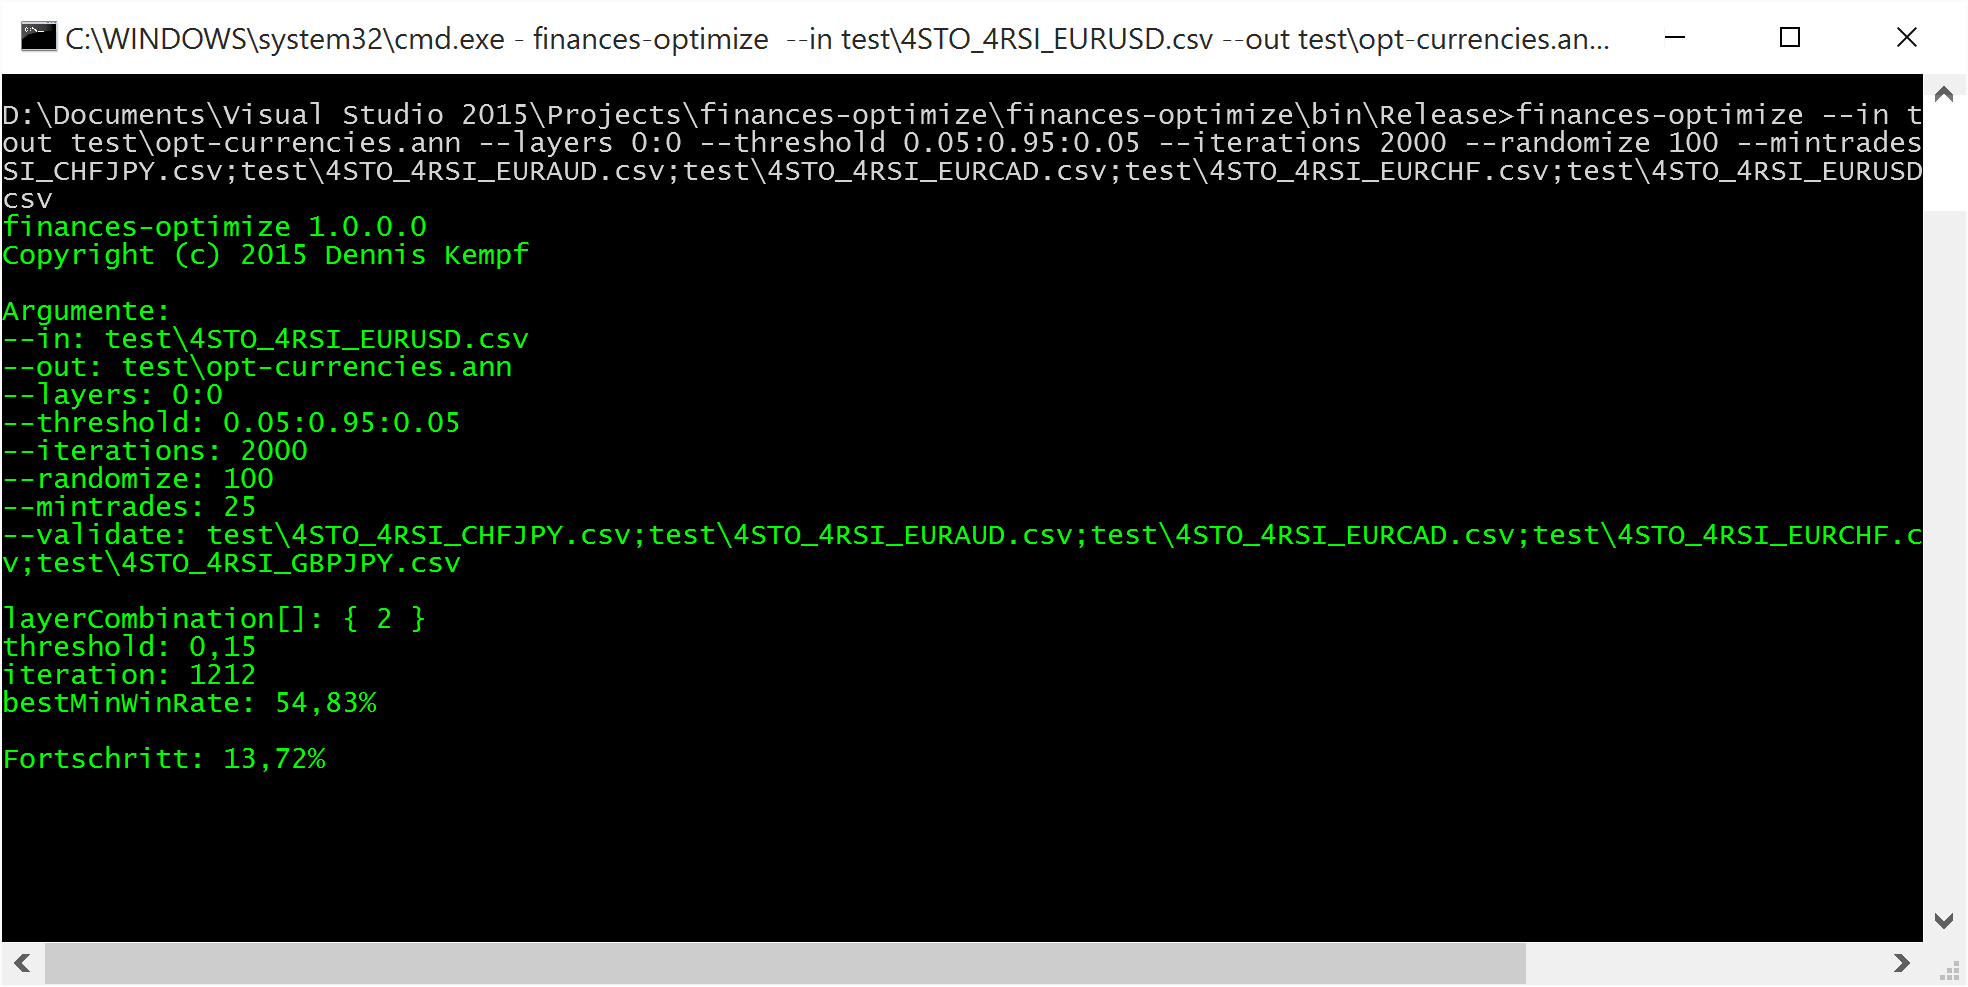 C:\WINDOWS\system32\cmd.exe - finances-optimize  --in test\4STO_4RSI_EURUSD.csv --out test\opt-currencies.an...
D:\Documents\Visual Studio 2015\Projects\finances-optimize\finances-optimize\bin\Release>finances-optimize --in t
out test\opt-currencies.ann --layers 0:0 --threshold 0.05:0.95:0.05 --iterations 2000 --randomize 100 --mintrades
SI_CHFJPY.csv;test\4STO_4RSI_EURAUD.csv;test\4STO_4RSI_EURCAD.csv;test\4STO_4RSI_EURCHF.csv;test\4STO_4RSI_EURUSD
csv
finances-optimize 1.0.0.0
Copyright (c) 2015 Dennis Kempf
Argumente:
--in: test\4STO_4RSI_EURUSD.csv
--out: test\opt-currencies.ann
--layers: 0:0
--threshold: 0.05:0.95:0.05
--iterations: 2000
--randomize: 100
--mintrades: 25
--validate: test\4STO_4RSI_CHFJPY.csv;test\4STO_4RSI_EURAUD.csv;test\4STO_4RSI_EURCAD.csv;test\4STO_4RSI_EURCHF.c
v;test\4STO_4RSI_GBPJPY.csv
layerCombination[]: { 2 }
threshold: 0,15
iteration: 1212
bestMinWinRate: 54,83%
Fortschritt: 13,72%